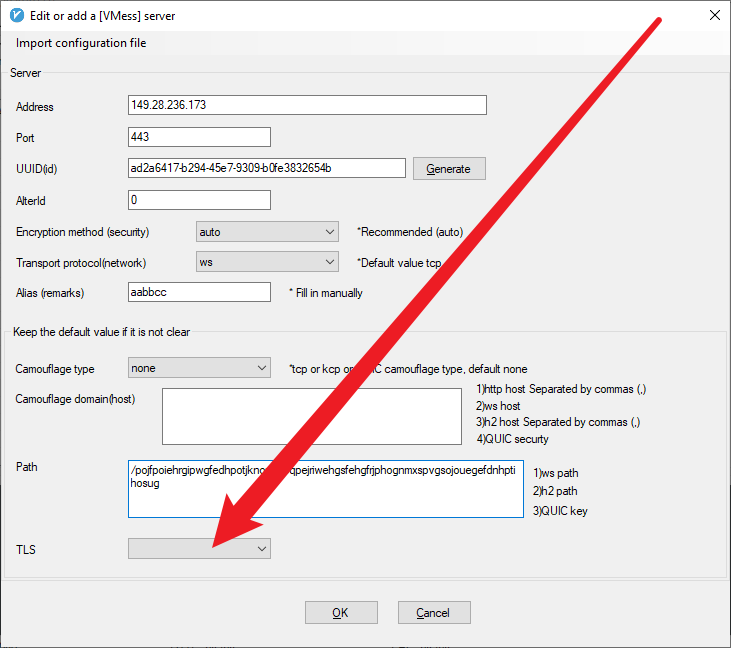 Edit or add a [VMess] server
Import configuration file
Server
Address 149.28.236.173
Port 443
UUID(id) ad2a6417-b294-45e7-9309-b0fe3832654b Generate
AlterId 0
Encryption method (security) auto *Recommended (auto)
Transport protocol(network) ws *Default value tcp
Alias (remarks) aabbcc * Fill in manually
Keep the default value if it is not clear
Camouflage type none *tcp or kcp or camouflage type, default none
Camouflage domain(host)
1)http host Separated by commas (,)
2)ws host
3)h2 host Separated by commas (,)
4)QUIC securty
Path
hosug
1)ws path
2)h2 path
3)QUIC key
TLS
OK Cancel